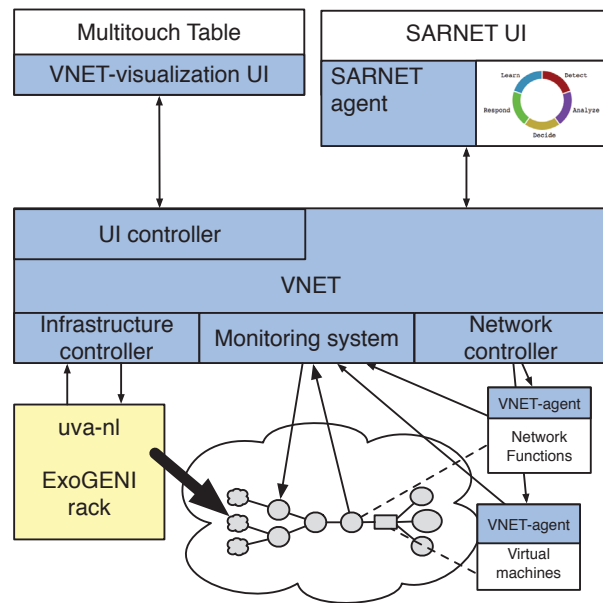 Multitouch Table
VNET-visualization UI
SARNET UI
SARNET
agent
Learn
Detect
Respond
Analyze
Decide
UI controller
VNET
Infrastructure
controller
Monitoring system
Network
controller
uva-nl
ExoGENI
rack
VNET-agent
Network
Functions
VNET-agent
Virtual
machines